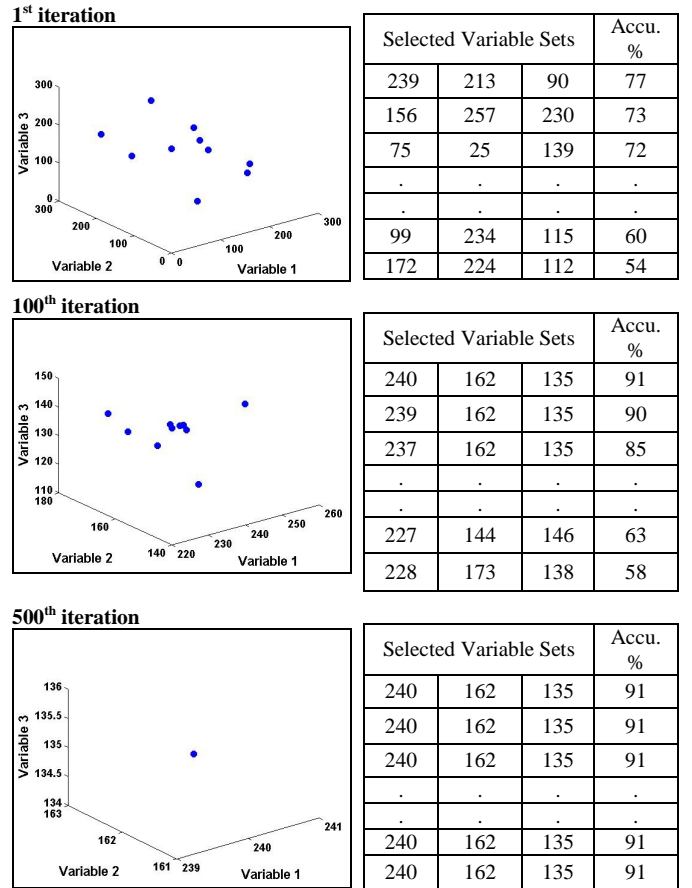 1st iteration
300
200
100
0
Variable 3
300
200
100
0
Variable 2
0
100
200
300
Variable 1
Selected Variable Sets Accu. %
239 213 90 77
156 257 230 73
75 25 139 72
. . . .
. . . .
99 234 115 60
172 224 112 54
100th iteration
150
140
130
120
110
Variable 3
180
160
140
Variable 2
220
230
240
250
260
Variable 1
Selected Variable Sets Accu. %
240 162 135 91
239 162 135 90
237 162 135 85
. . . .
. . . .
227 144 146 63
228 173 138 58
500th iteration
136
135.5
135
134.5
134
Variable 3
163
162
161
Variable 2
239
240
241
Variable 1
Selected Variable Sets Accu. %
240 162 135 91
240 162 135 91
240 162 135 91
. . . .
. . . .
240 162 135 91
240 162 135 91